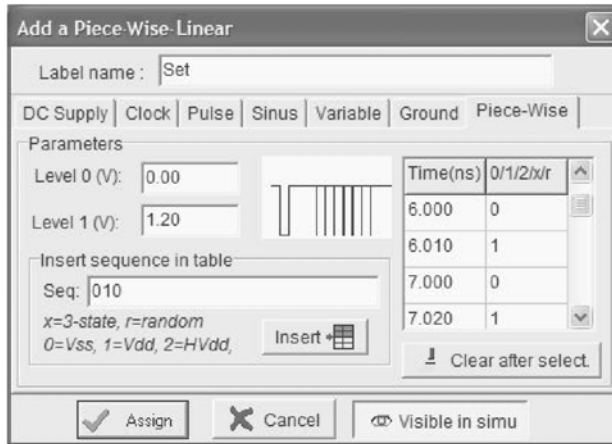 Add a Piece-Wise-Linear
Label name : Set
DC Supply Clock Pulse Sinus Variable Ground Piece-Wise
Parameters
Level 0 (V): 0.00
Level 1 (V): 1.20
Insert sequence in table
Seq: 010
x=3-state, r=random
0=Vss, 1=Vdd, 2=HVdd,
Insert
Time(ns) 0/1/2/x/r
6.000 0
6.010 1
7.000 0
7.020 1
Clear after select.
Assign Cancel Visible in simu